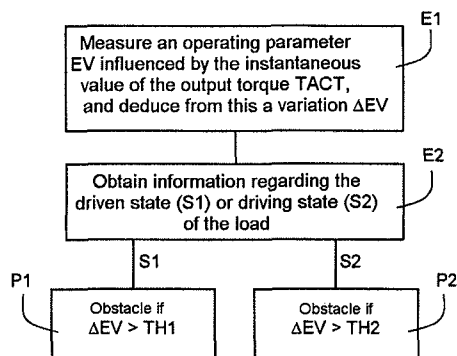 E1
Measure an operating parameter
EV influenced by the instantaneous
value of the output torque TACT,
and deduce from this a variation ΔEV
E2
Obtain information regarding the
driven state (S1) or driving state (S2)
of the load
S1
S2
P1
Obstacle if
ΔEV > TH1
P2
Obstacle if
ΔEV > TH2